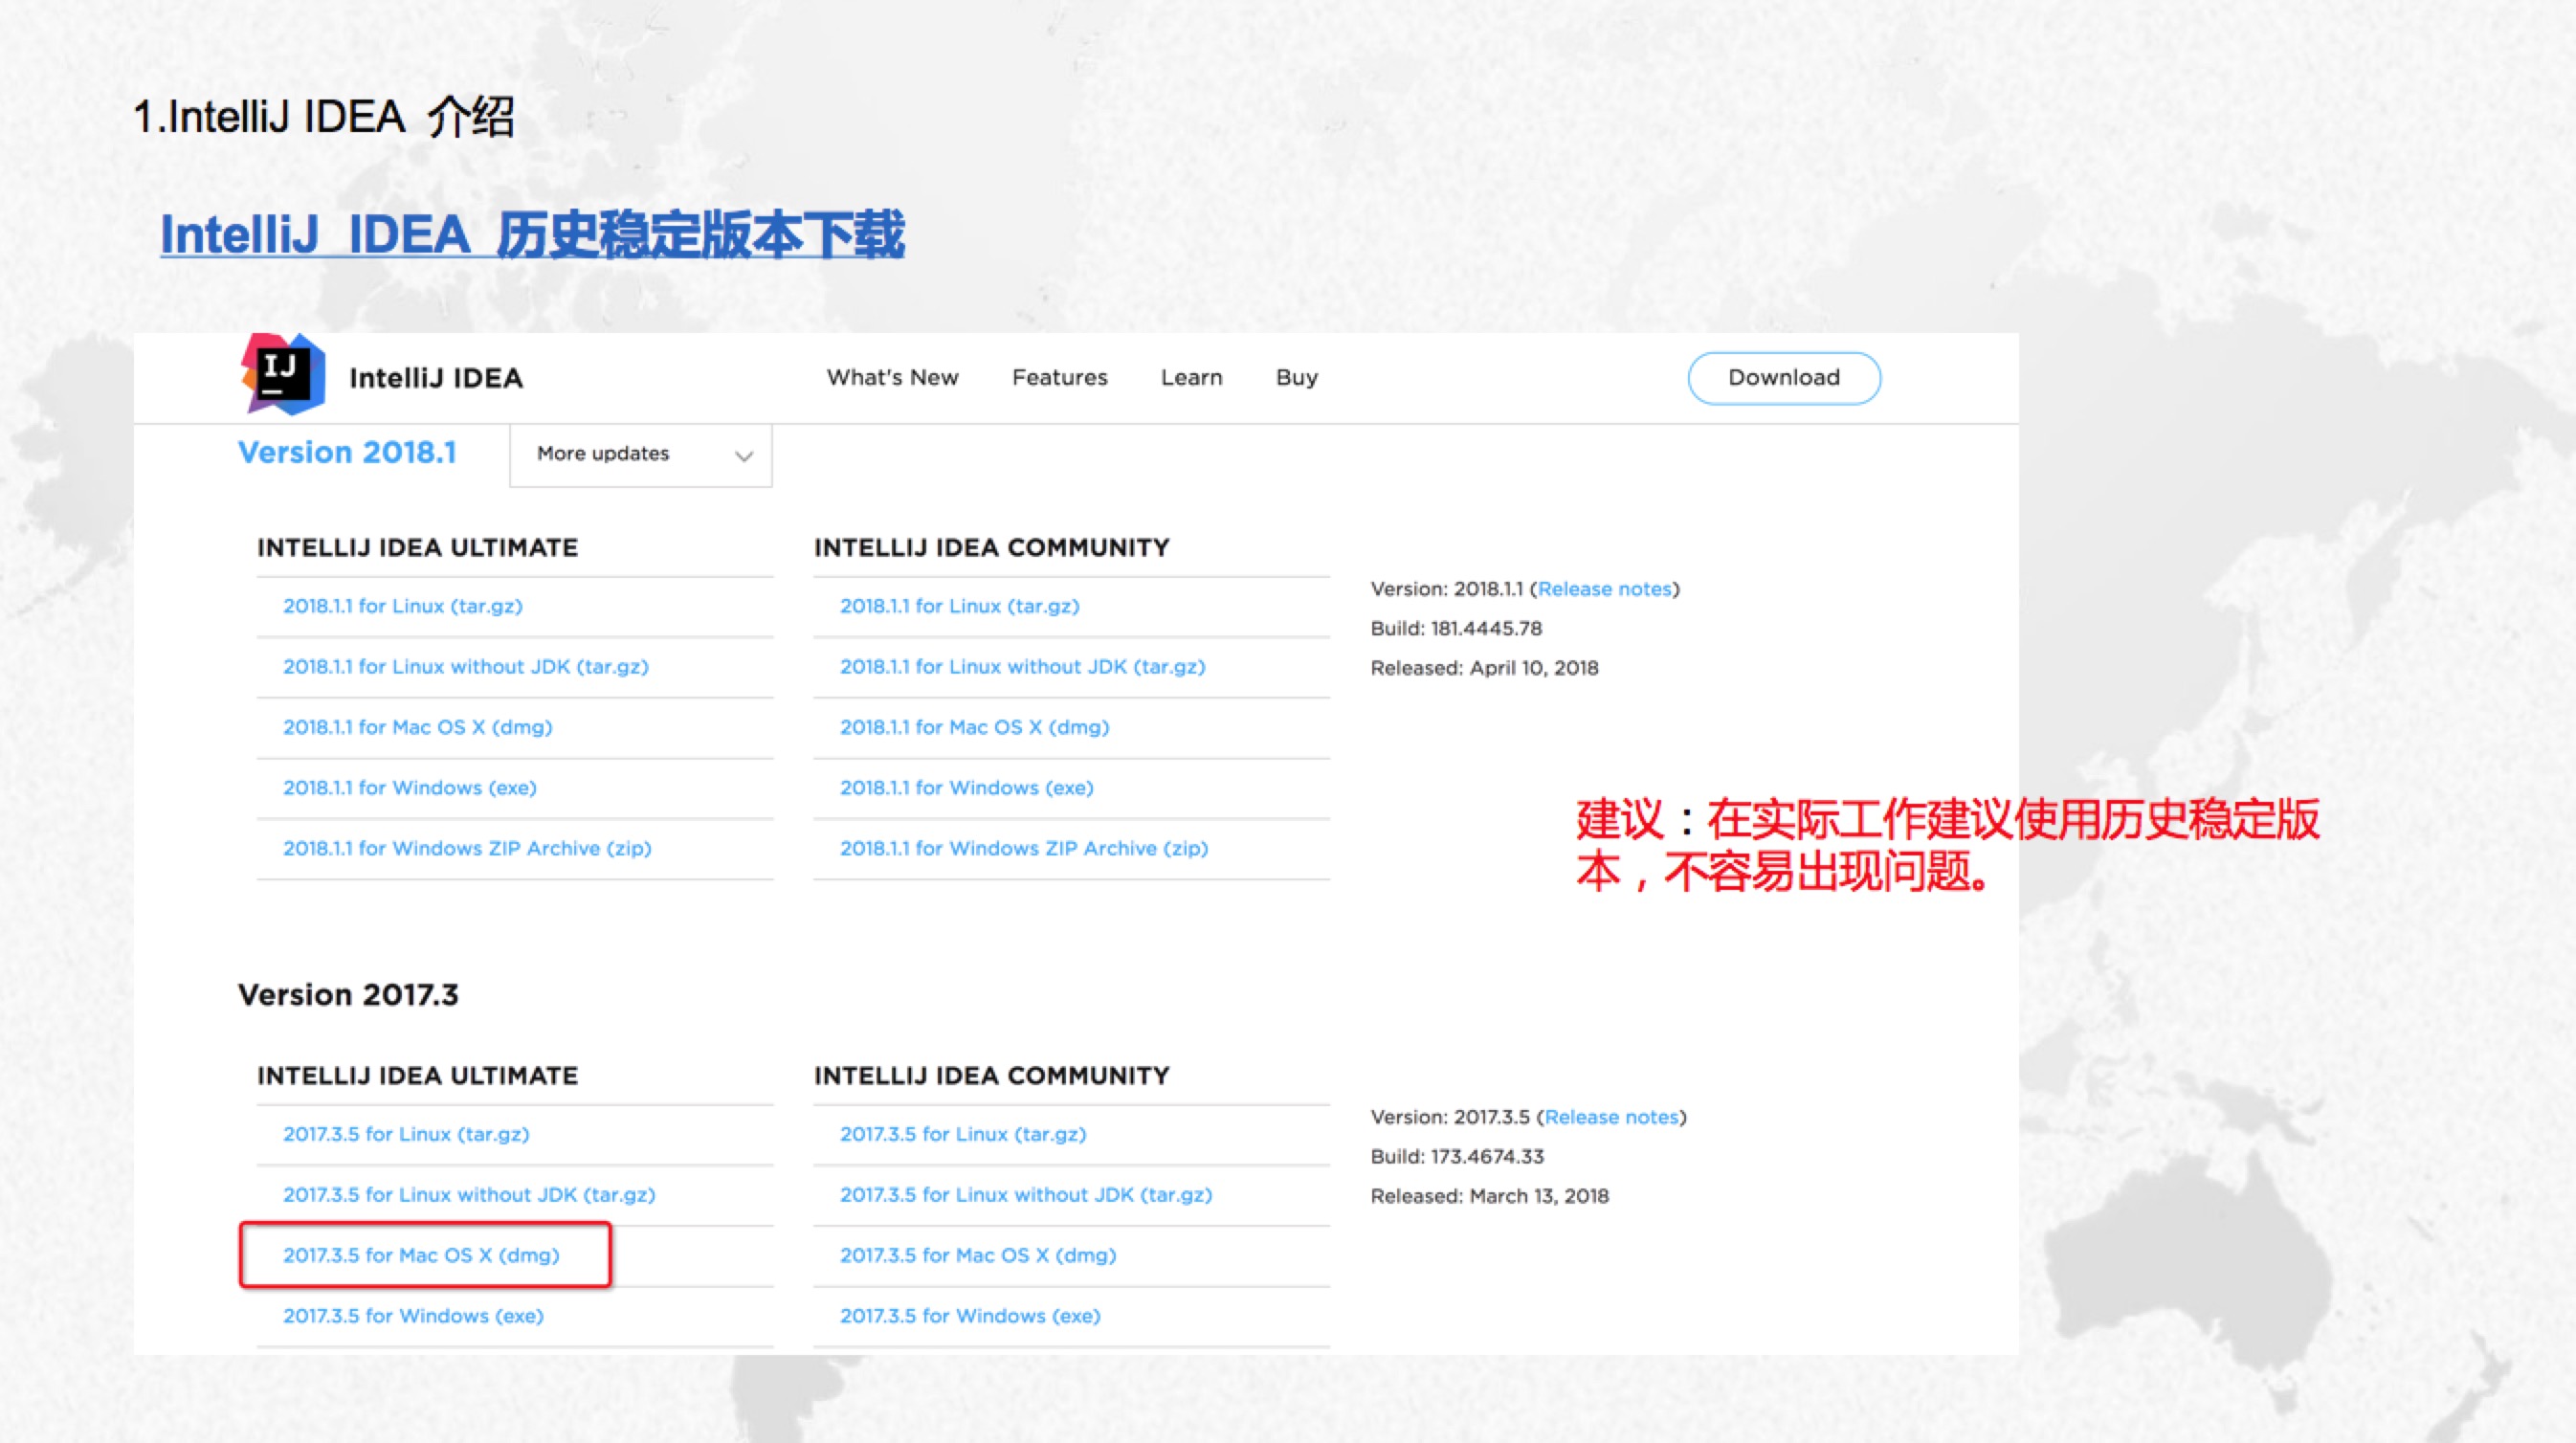 1.IntelliJ IDEA 介绍
IntelliJ IDEA 历史稳定版本下载
IJ
IntelliJ IDEA
What's New
Features
Learn
Buy
Download
Version 2018.1
More updates
INTELLIJ IDEA ULTIMATE
2018.1.1 for Linux (tar.gz)
2018.1.1 for Linux without JDK (tar.gz)
2018.1.1 for Mac OS X (dmg)
2018.1.1 for Windows (exe)
2018.1.1 for Windows ZIP Archive (zip)
INTELLIJ IDEA COMMUNITY
2018.1.1 for Linux (tar.gz)
2018.1.1 for Linux without JDK (tar.gz)
2018.1.1 for Mac OS X (dmg)
2018.1.1 for Windows (exe)
2018.1.1 for Windows ZIP Archive (zip)
Version: 2018.1.1 (Release notes)
Build: 181.4445.78
Released: April 10, 2018
建议：在实际工作建议使用历史稳定版
本，不容易出现问题。
Version 2017.3
INTELLIJ IDEA ULTIMATE
2017.3.5 for Linux (tar.gz)
2017.3.5 for Linux without JDK (tar.gz)
2017.3.5 for Mac OS X (dmg)
2017.3.5 for Windows (exe)
INTELLIJ IDEA COMMUNITY
2017.3.5 for Linux (tar.gz)
2017.3.5 for Linux without JDK (tar.gz)
2017.3.5 for Mac OS X (dmg)
2017.3.5 for Windows (exe)
Version: 2017.3.5 (Release notes)
Build: 173.4674.33
Released: March 13, 2018